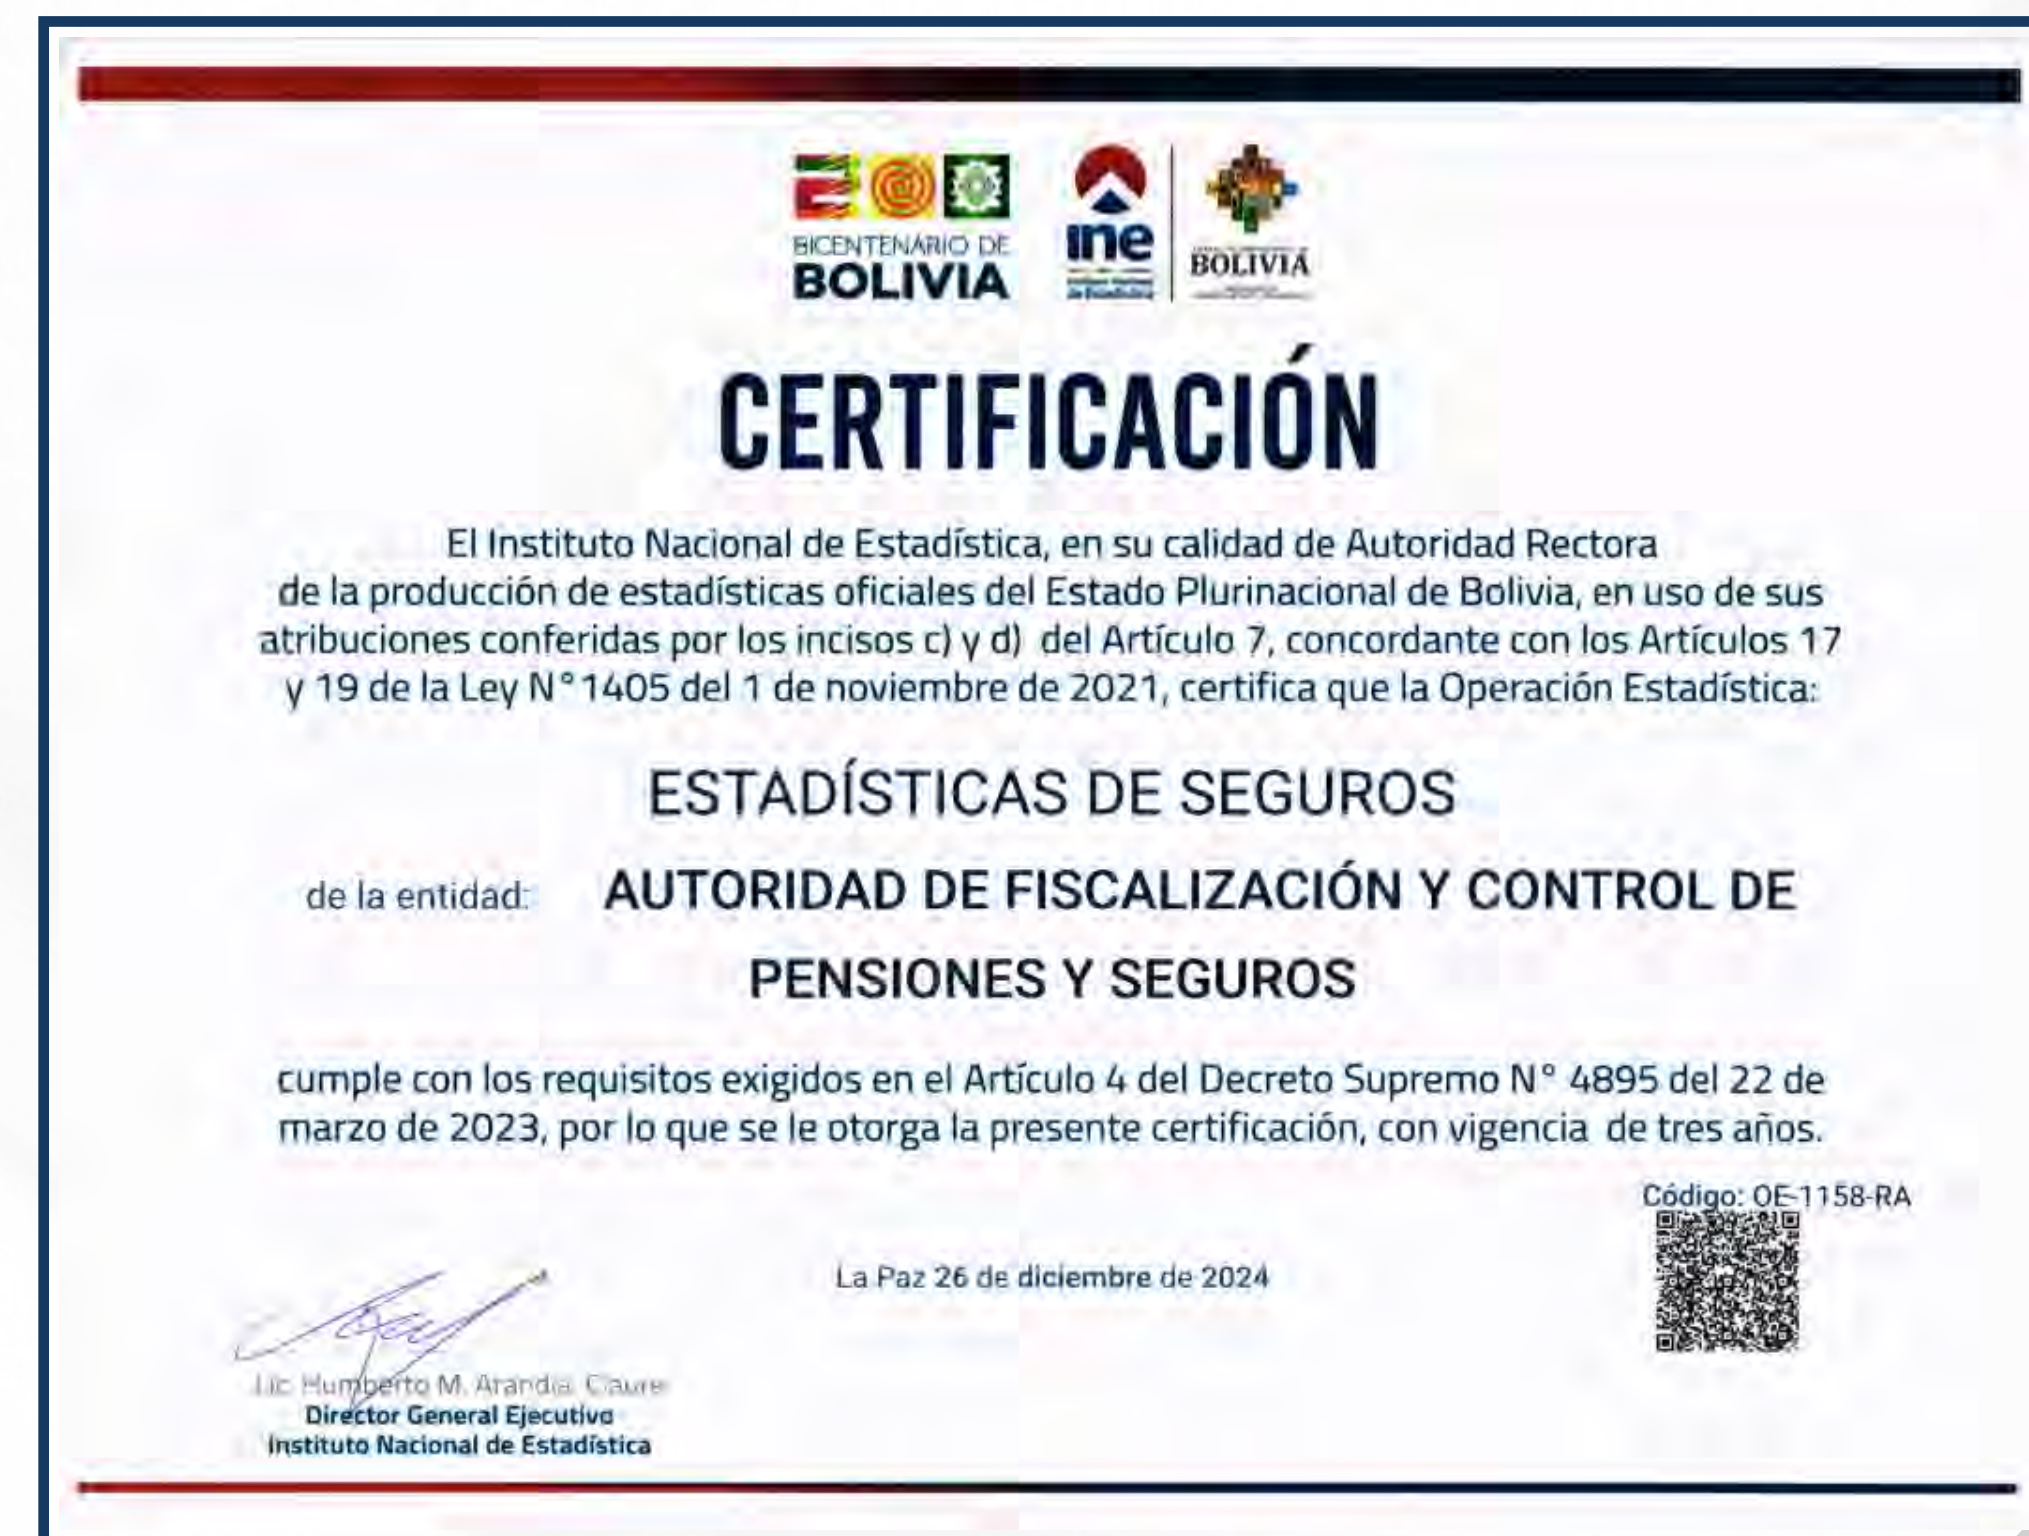 BICENTENARIO DE
BOLIVIA
ine
BOLIVIA
CERTIFICACIÓN
El Instituto Nacional de Estadística, en su calidad de Autoridad Rectora
de la producción de estadísticas oficiales del Estado Plurinacional de Bolivia, en uso de sus
atribuciones conferidas por los incisos c) y d) del Artículo 7, concordante con los Artículos 17
y 19 de la Ley N°1405 del 1 de noviembre de 2021, certifica que la Operación Estadística:
ESTADÍSTICAS DE SEGUROS
de la entidad: AUTORIDAD DE FISCALIZACIÓN Y CONTROL DE
PENSIONES Y SEGUROS
cumple con los requisitos exigidos en el Artículo 4 del Decreto Supremo N° 4895 del 22 de
marzo de 2023, por lo que se le otorga la presente certificación, con vigencia de tres años.
Código: OE-1158-RA
La Paz 26 de diciembre de 2024
Lic. Humberto M. Arandia Claure
Director General Ejecutivo
Instituto Nacional de Estadística